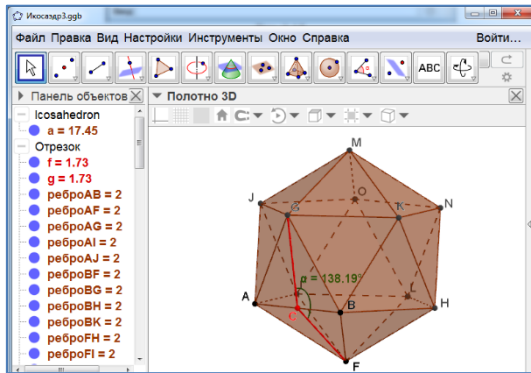 Икосаэдр3.ggb
Файл Правка Вид Настройки Инструменты Окно Справка Войти...
ABC
Панель объектов
Полотно 3D
Icosahedron
a = 17.45
Отрезок
f = 1.73
g = 1.73
реброAB = 2
реброAF = 2
реброAG = 2
реброAI = 2
реброAJ = 2
реброBF = 2
реброBG = 2
реброBH = 2
реброBK = 2
реброFH = 2
реброFI = 2
M
J
O
G
K
N
α = 138.19°
A
L
C
B
H
F